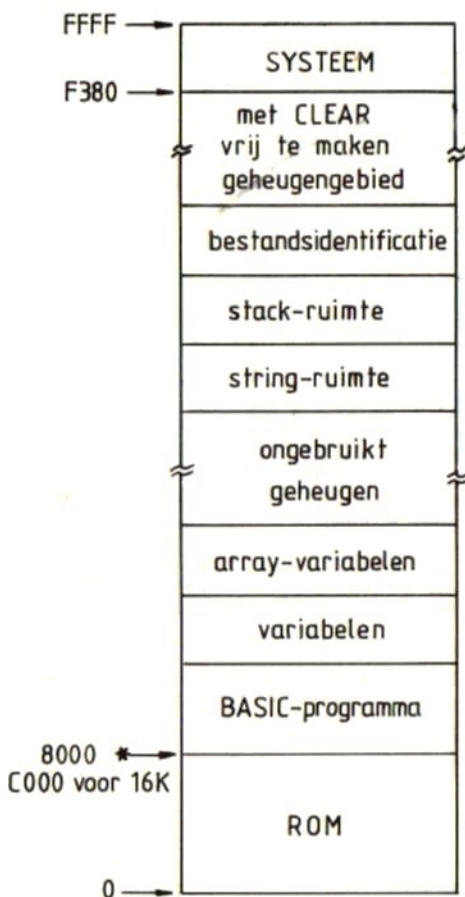 FFFF
SYSTEEM
F380
met CLEAR
vrij te maken
geheugengebied
bestandsidentificatie
stack-ruimte
string-ruimte
ongebruikt
geheugen
array-variabelen
variabelen
BASIC-programma
8000 *
C000 voor 16K
ROM
0